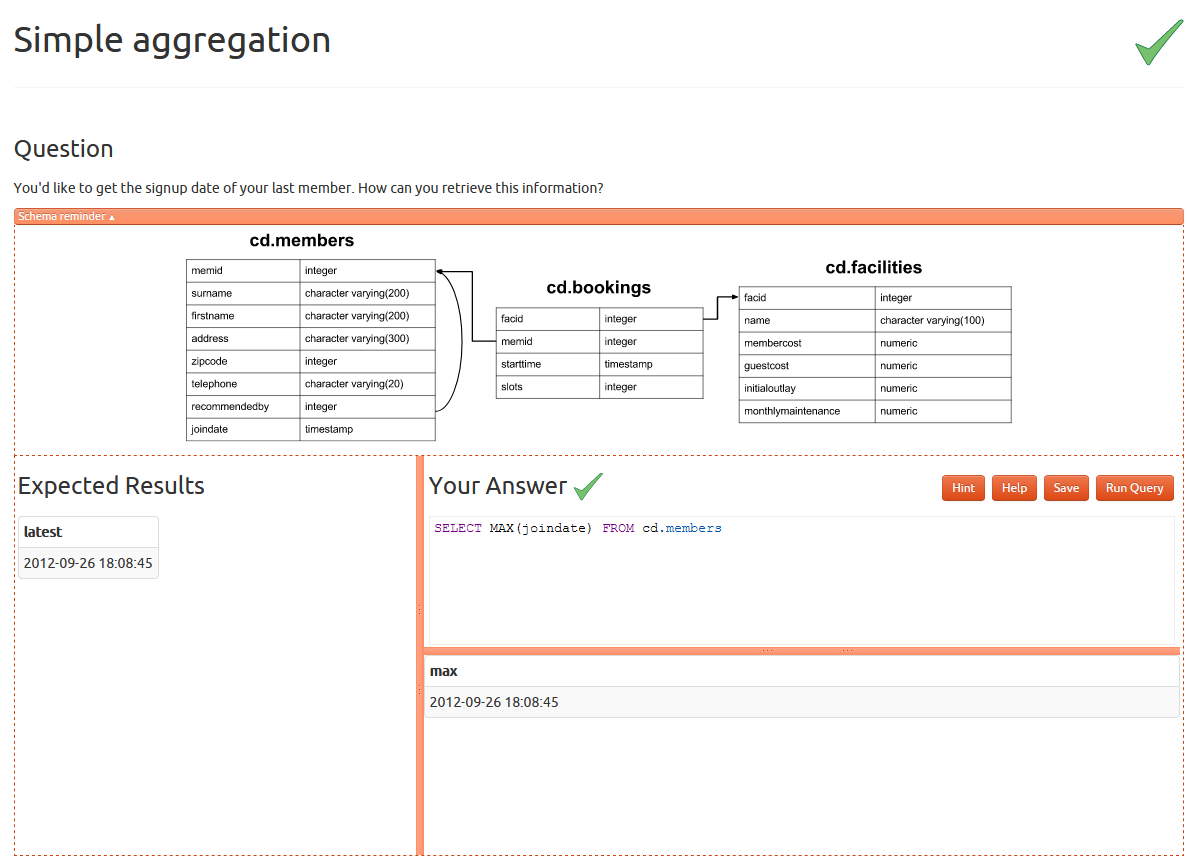 Simple aggregation
Question
You'd like to get the signup date of your last member. How can you retrieve this information?
Schema reminder ▴
cd.members
memid integer
surname character varying(200)
firstname character varying(200)
address character varying(300)
zipcode integer
telephone character varying(20)
recommendedby integer
joindate timestamp
cd.bookings
facid integer
memid integer
starttime timestamp
slots integer
cd.facilities
facid integer
name character varying(100)
membercost numeric
guestcost numeric
initialoutlay numeric
monthlymaintenance numeric
Expected Results
latest
2012-09-26 18:08:45
Your Answer
Hint Help Save Run Query
SELECT MAX(joindate) FROM cd.members
max
2012-09-26 18:08:45